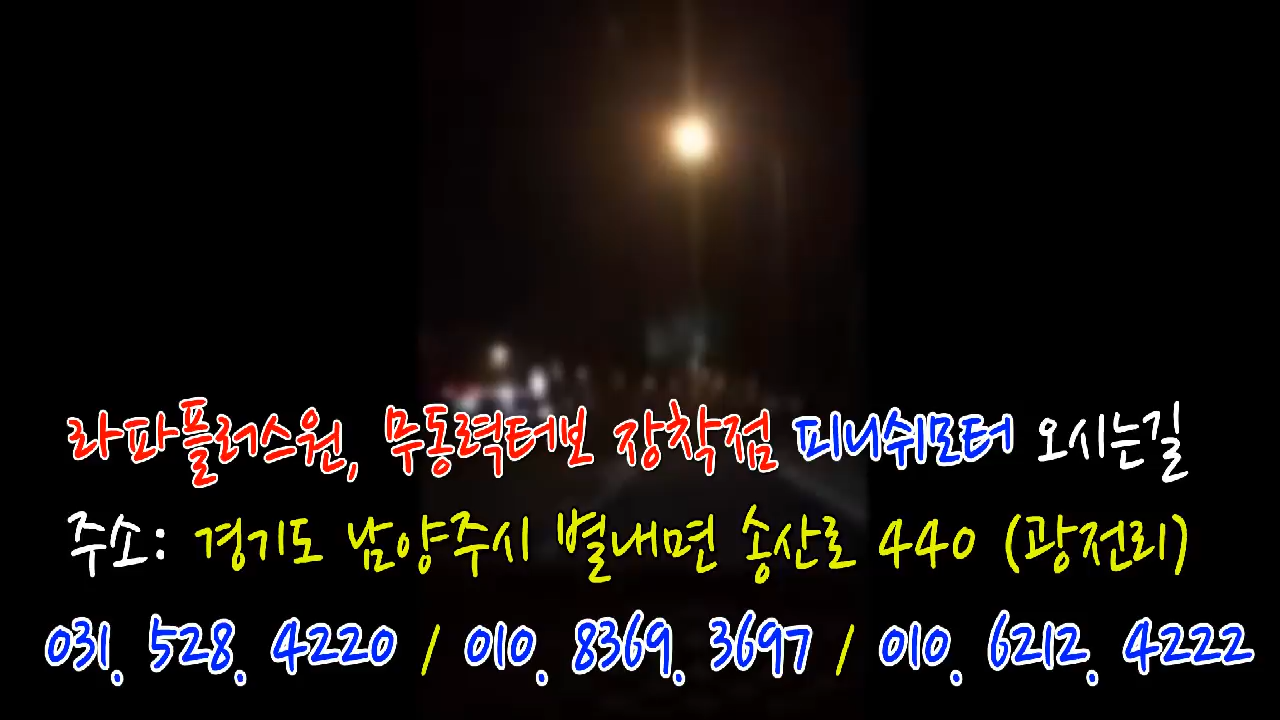 라파플러스원, 무동력터보 장착점 피니쉬모터 오시는길
주소: 경기도 남양주시 별내면 송산로 440 (광전리)
031. 528. 4220 / 010. 8369. 3697 / 010. 6212. 4222